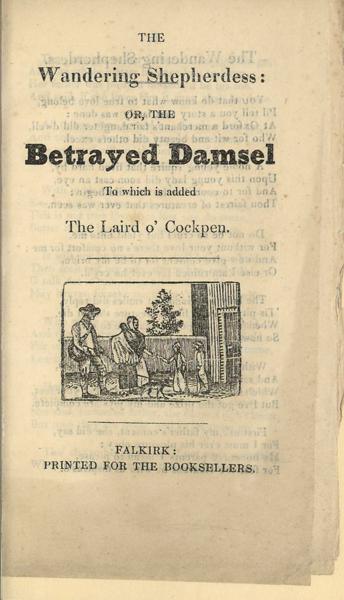 THE
Wandering Shepherdess:
OR, THE
Betrayed Damsel
To which is added
The Laird o' Cockpen.
FALKIRK:
PRINTED FOR THE BOOKSELLERS.